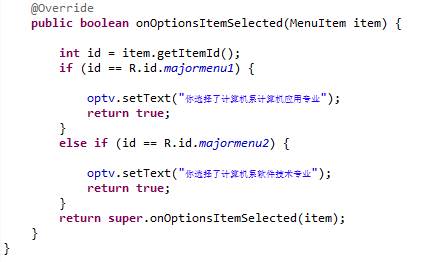 @Override
public boolean onOptionsItemSelected(MenuItem item) {
int id = item.getItemId();
if (id == R.id.majormenu1) {
optv.setText("你选择了计算机系计算机应用专业");
return true;
}
else if (id == R.id.majormenu2) {
optv.setText("你选择了计算机系软件技术专业");
return true;
}
return super.onOptionsItemSelected(item);
}
}